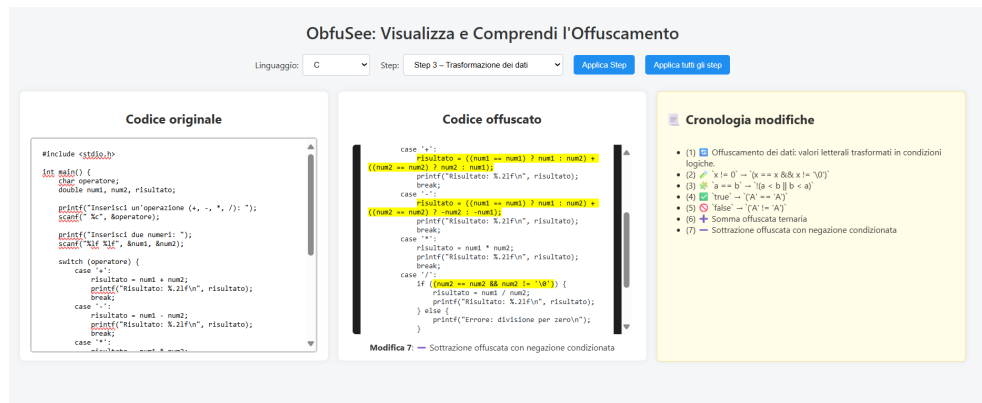 ObfuSee: Visualizza e Comprendi l'Offuscamento
Linguaggio: C Step: Step 3 – Trasformazione dei dati Applica Step Applica tutti gli step
Codice originale
#include <stdio.h>
int main() {
char operatore;
double num1, num2, risultato;
printf("Inserisci un'operazione (+, -, *, /): ");
scanf(" %c", &operatore);
printf("Inserisci due numeri: ");
scanf("%lf %lf", &num1, &num2);
switch (operatore) {
case '+':
risultato = num1 + num2;
printf("Risultato: %.2lf\n", risultato);
break;
case '-':
risultato = num1 - num2;
printf("Risultato: %.2lf\n", risultato);
break;
case '*':
risultato = num1 * num2;
Codice offuscato
case '+':
risultato = ((num1 == num1) ? num1 : num2) +
((num2 == num2) ? num2 : num1);
printf("Risultato: %.2lf\n", risultato);
break;
case '-':
risultato = ((num1 == num1) ? num1 : num2) +
((num2 == num2) ? -num2 : -num1);
printf("Risultato: %.2lf\n", risultato);
break;
case '*':
risultato = num1 * num2;
printf("Risultato: %.2lf\n", risultato);
break;
case '/':
if ((num2 == num2 && num2 != '\0')) {
risultato = num1 / num2;
printf("Risultato: %.2lf\n", risultato);
} else {
printf("Errore: divisione per zero\n");
}
Modifica 7: ➖ Sottrazione offuscata con negazione condizionata
Cronologia modifiche
(1) Offuscamento dei dati: valori letterali trasformati in condizioni
logiche.
(2) `x != 0` → `(x == x && x != '\0')`
(3) `a == b` → `!(a < b || b < a)`
(4) ✅ `true` → `('A' == 'A')`
(5) 🚫 `false` → `('A' != 'A')`
(6) ➕ Somma offuscata ternaria
(7) ➖ Sottrazione offuscata con negazione condizionata